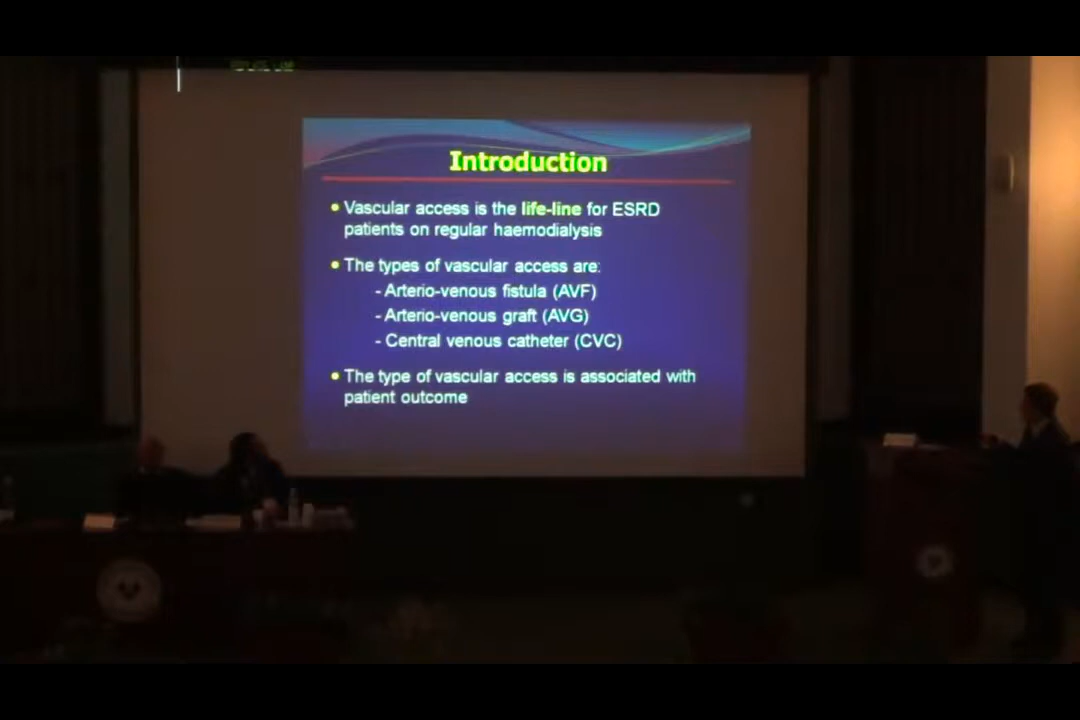 Introduction
• Vascular access is the life-line for ESRD
patients on regular haemodialysis
• The types of vascular access are:
- Arterio-venous fistula (AVF)
- Arterio-venous graft (AVG)
- Central venous catheter (CVC)
• The type of vascular access is associated with
patient outcome